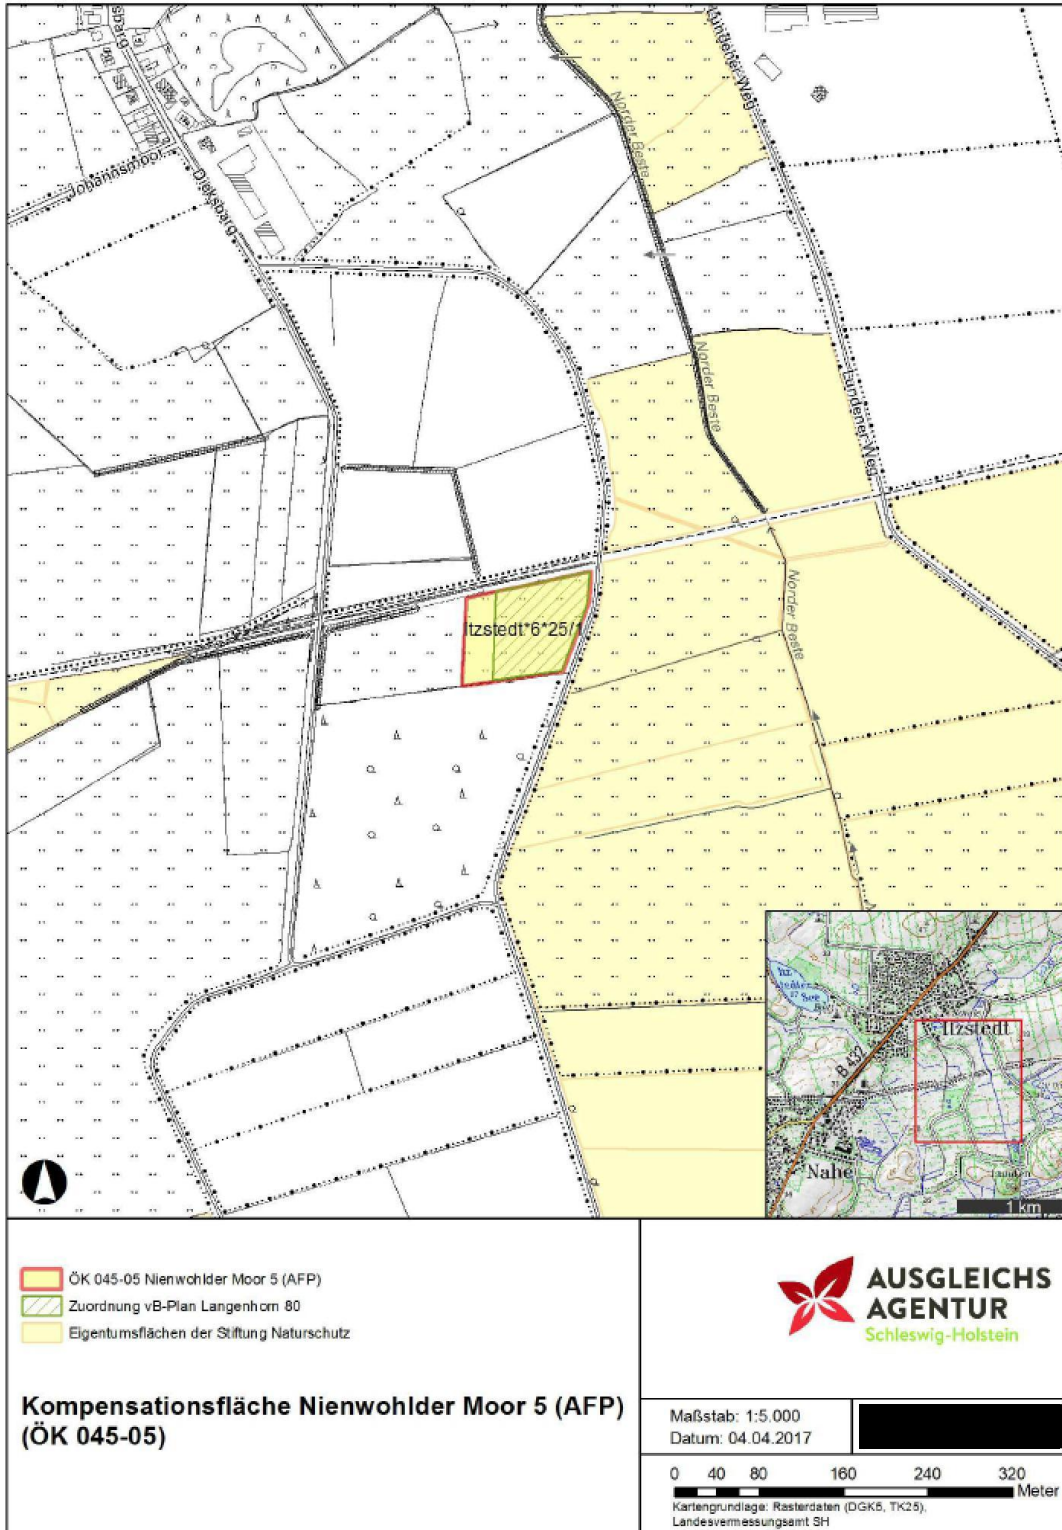 Lundener-Weg
Norder Beste
Johannsmoor
Dieksbarg
T
Norder Beste
Lundener-Weg
Norder Beste
Itzstedt*6*25/1
Itzstedt
B 432
Nahe
1 km
ÖK 045-05 Nienwohlder Moor 5 (AFP)
Zuordnung vB-Plan Langenhorn 80
Eigentumsflächen der Stiftung Naturschutz
Kompensationsfläche Nienwohlder Moor 5 (AFP)
(ÖK 045-05)
AUSGLEICHS
AGENTUR
Schleswig-Holstein
Maßstab: 1:5.000
Datum: 04.04.2017
0 40 80 160 240 320
Meter
Kartengrundlage: Rasterdaten (DGK5, TK25),
Landesvermessungsamt SH